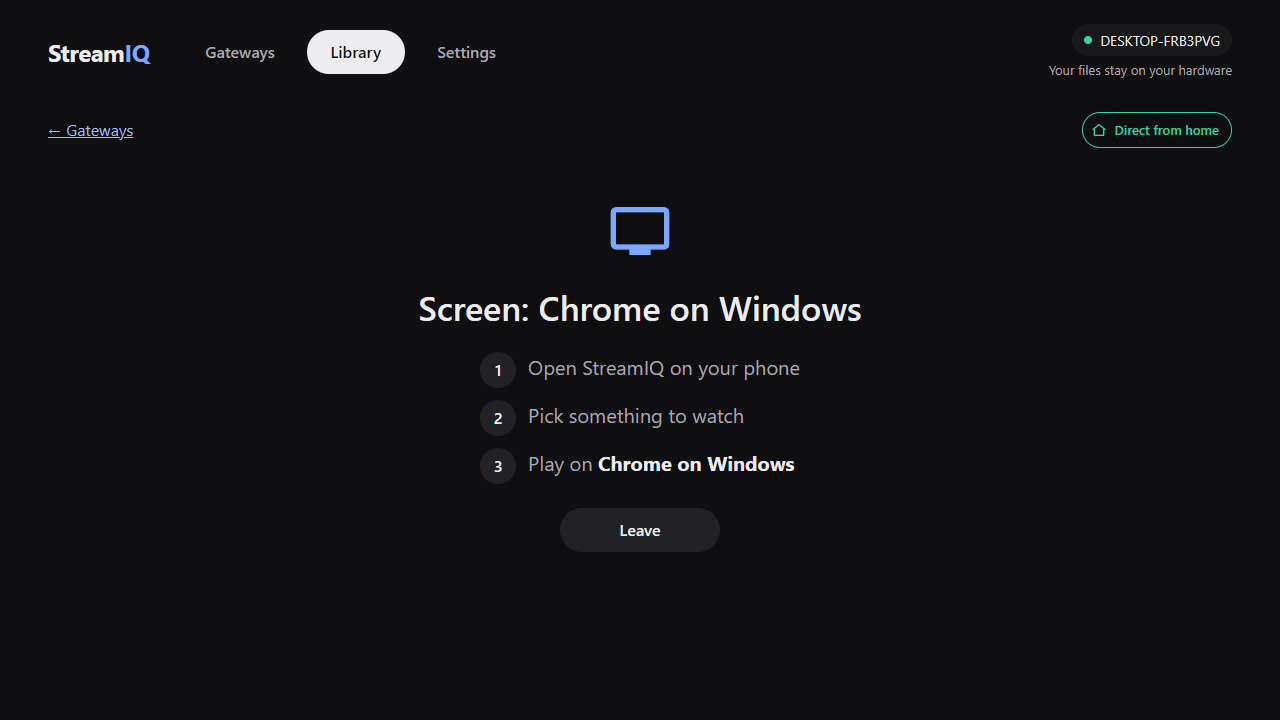 StreamIQ
Gateways
Library
Settings
DESKTOP-FRB3PVG
Your files stay on your hardware
← Gateways
Direct from home
Screen: Chrome on Windows
1 Open StreamIQ on your phone
2 Pick something to watch
3 Play on Chrome on Windows
Leave